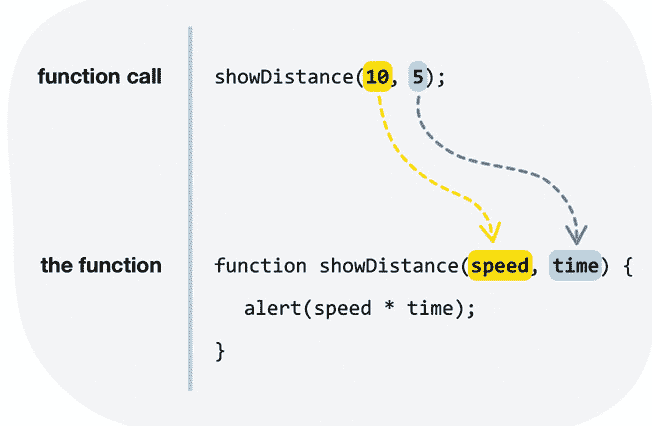 function call showDistance(10, 5);
the function function showDistance(speed, time) {
alert(speed * time);
}